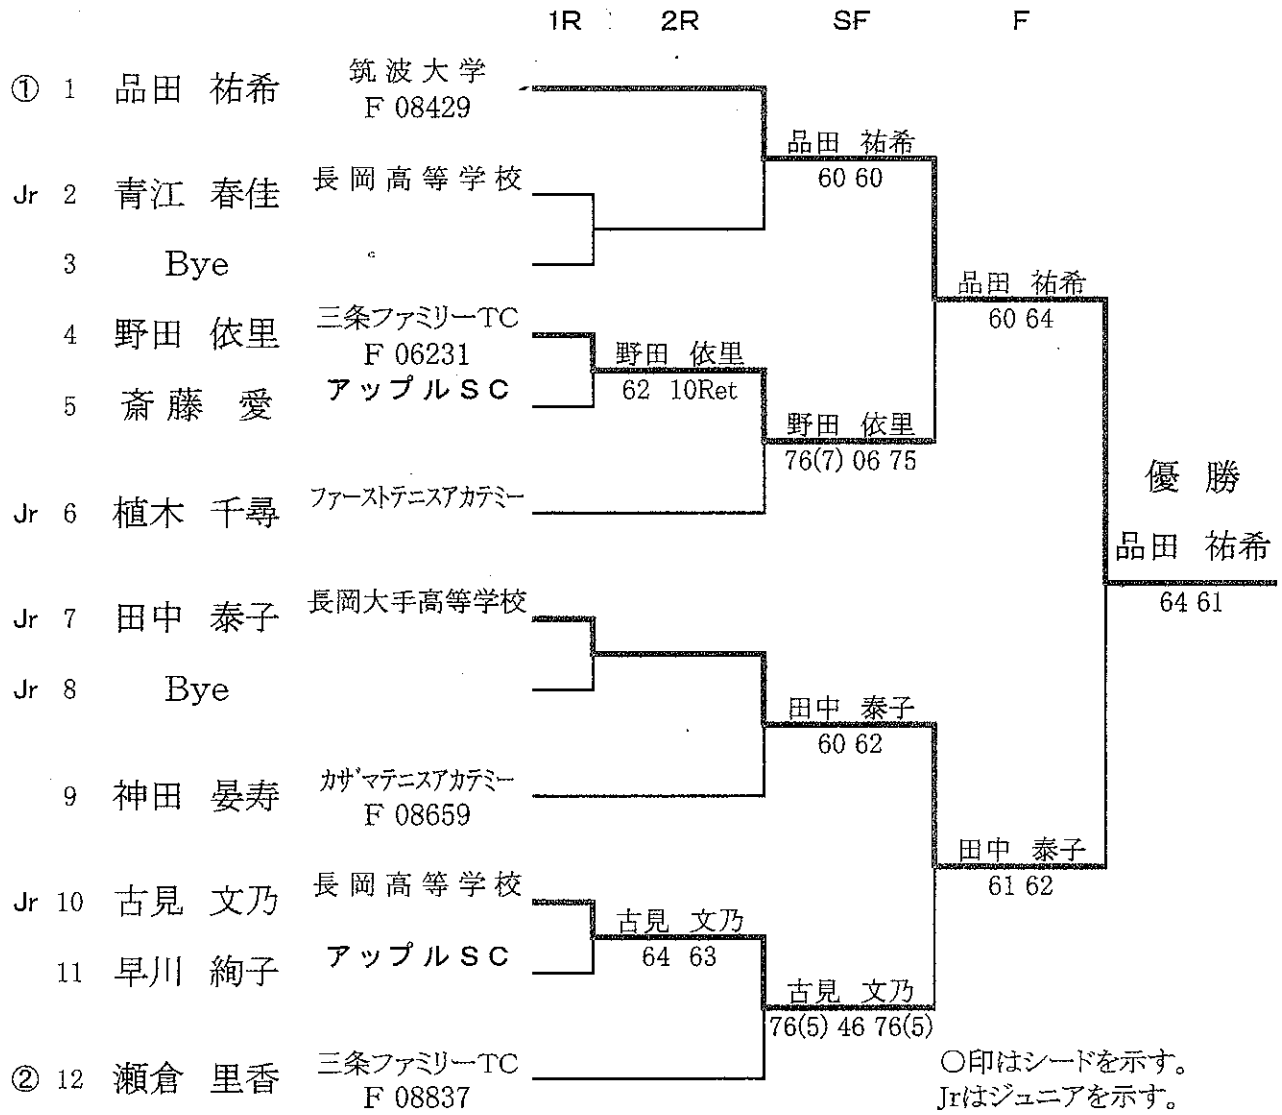 1R 2R SF F
① 1 品田 祐希 筑波大学
F 08429
品田 祐希
60 60
Jr 2 青江 春佳 長岡高等学校
3 Bye
品田 祐希
60 64
4 野田 依里 三条ファミリーTC
F 06231
野田 依里
62 10Ret
5 斎藤 愛 アップルSC
野田 依里
76(7) 06 75
Jr 6 植木 千尋 ファーストテニスアカデミー
優勝
品田 祐希
64 61
Jr 7 田中 泰子 長岡大手高等学校
Jr 8 Bye
田中 泰子
60 62
9 神田 晏寿 カザマテニスアカデミー
F 08659
田中 泰子
61 62
Jr 10 古見 文乃 長岡高等学校
古見 文乃
64 63
11 早川 絢子 アップルSC
古見 文乃
76(5) 46 76(5)
② 12 瀬倉 里香 三条ファミリーTC
F 08837
○印はシードを示す。
Jrはジュニアを示す。